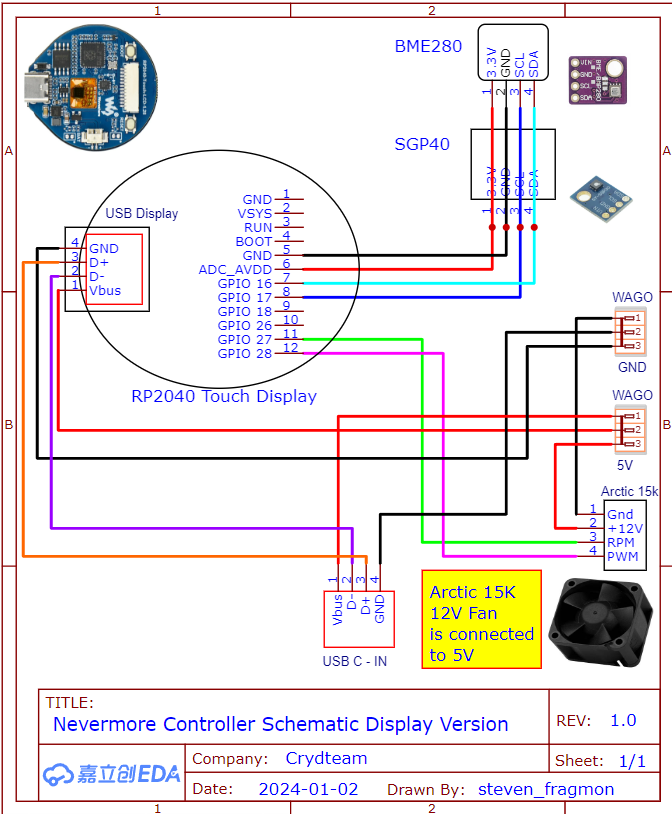 1
2
BME280
3.3V
GND
SCL
SDA
1
2
3
4
VIN
GND
SCL
SDA
BME/BMP280
A
A
SGP40
3.3V
GND
SCL
SDA
1
2
3
4
USB Display
4 GND
3 D+
2 D-
1 Vbus
GND 1
VSYS 2
RUN 3
BOOT 4
GND 5
ADC_AVDD 6
GPIO 16 7
GPIO 17 8
GPIO 18 9
GPIO 26 10
GPIO 27 11
GPIO 28 12
RP2040 Touch Display
WAGO
1
2
3
GND
WAGO
1
2
3
5V
B
B
Arctic 15k
1 Gnd
2 +12V
3 RPM
4 PWM
1
2
3
4
Vbus
D-
D+
GND
USB C - IN
Arctic 15K
12V Fan
is connected
to 5V
TITLE:
Nevermore Controller Schematic Display Version
REV: 1.0
嘉立创EDA
Company: Crydteam
Sheet: 1/1
Date: 2024-01-02 Drawn By: steven_fragmon
1
2